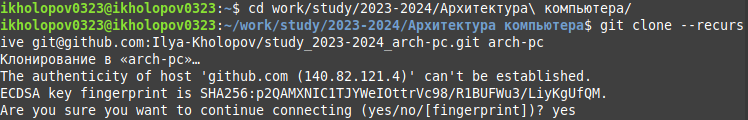 ikholopov0323@ikholopov0323:~$ cd work/study/2023-2024/Архитектура\ компьютера/
ikholopov0323@ikholopov0323:~/work/study/2023-2024/Архитектура компьютера$ git clone --recurs
ive git@github.com:Ilya-Kholopov/study_2023-2024_arch-pc.git arch-pc
Клонирование в «arch-pc»…
The authenticity of host 'github.com (140.82.121.4)' can't be established.
ECDSA key fingerprint is SHA256:p2QAMXNIC1TJYWeIOttrVc98/R1BUFWu3/LiyKgUfQM.
Are you sure you want to continue connecting (yes/no/[fingerprint])? yes